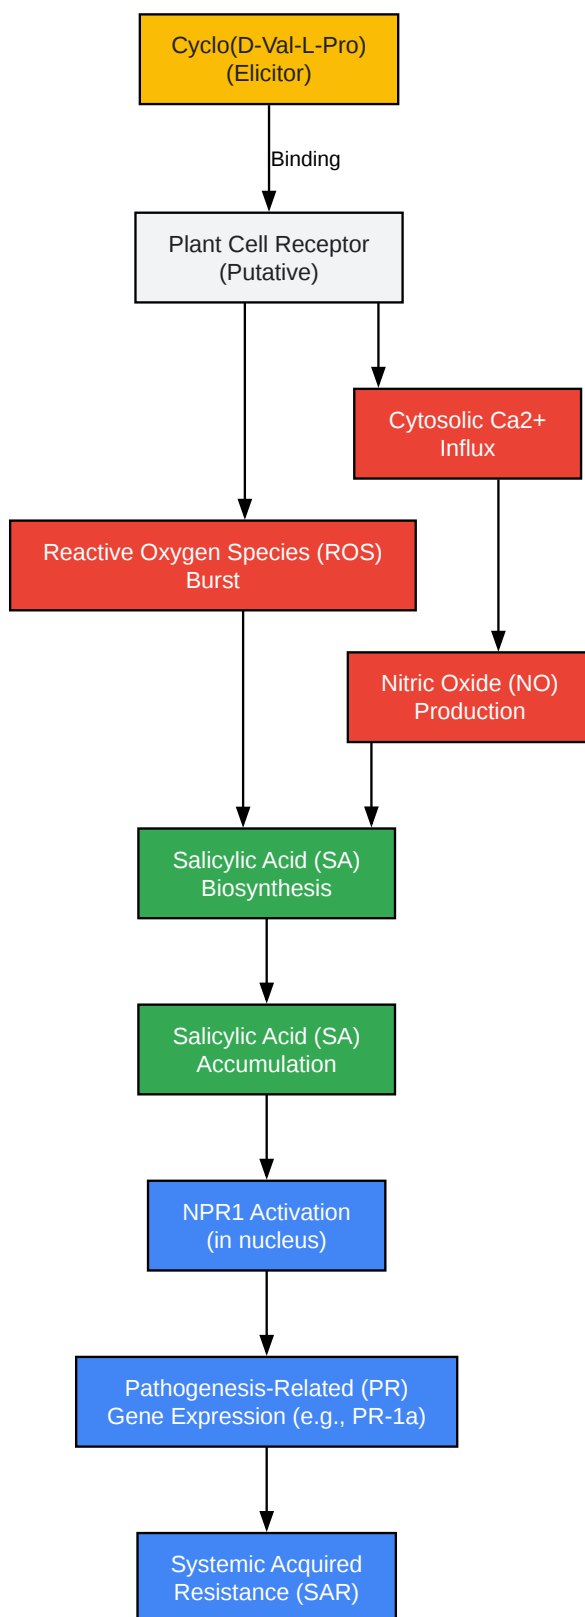 Cyclo(D-Val-L-Pro)
(Elicitor)
Binding
Plant Cell Receptor
(Putative)
Cytosolic Ca2+
Influx
Reactive Oxygen Species (ROS)
Burst
Nitric Oxide (NO)
Production
Salicylic Acid (SA)
Biosynthesis
Salicylic Acid (SA)
Accumulation
NPR1 Activation
(in nucleus)
Pathogenesis-Related (PR)
Gene Expression (e.g., PR-1a)
Systemic Acquired
Resistance (SAR)